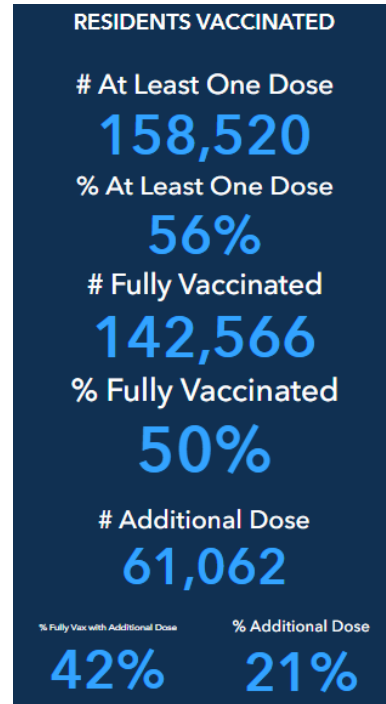 RESIDENTS VACCINATED
# At Least One Dose
158,520
% At Least One Dose
56%
# Fully Vaccinated
142,566
% Fully Vaccinated
50%
# Additional Dose
61,062
% Fully Vax with Additional Dose
42%
% Additional Dose
21%